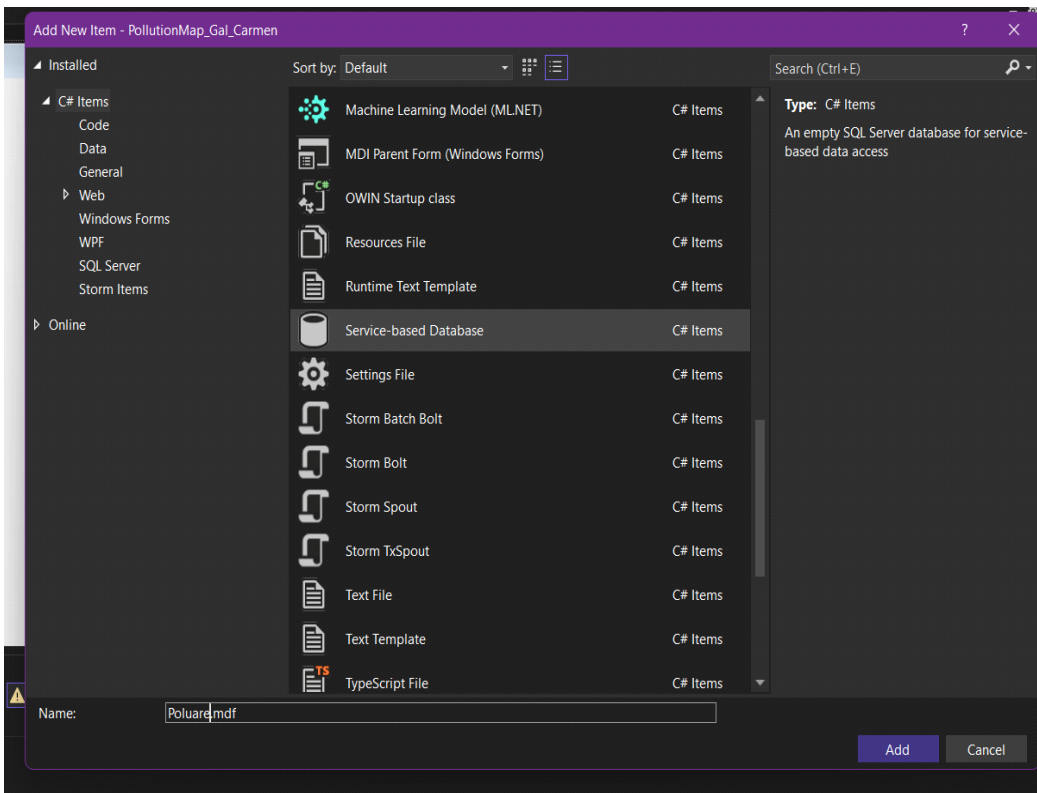 Add New Item - PollutionMap_Gal_Carmen
?
Installed
Sort by: Default
Search (Ctrl+E)
C# Items
Code
Data
General
Web
Windows Forms
WPF
SQL Server
Storm Items
Online
Machine Learning Model (ML.NET) C# Items
MDI Parent Form (Windows Forms) C# Items
C#
OWIN Startup class C# Items
Resources File C# Items
Runtime Text Template C# Items
Service-based Database C# Items
Settings File C# Items
Storm Batch Bolt C# Items
Storm Bolt C# Items
Storm Spout C# Items
Storm TxSpout C# Items
Text File C# Items
Text Template C# Items
TS
TypeScript File C# Items
Type: C# Items
An empty SQL Server database for service-
based data access
Name: Poluare.mdf
Add Cancel